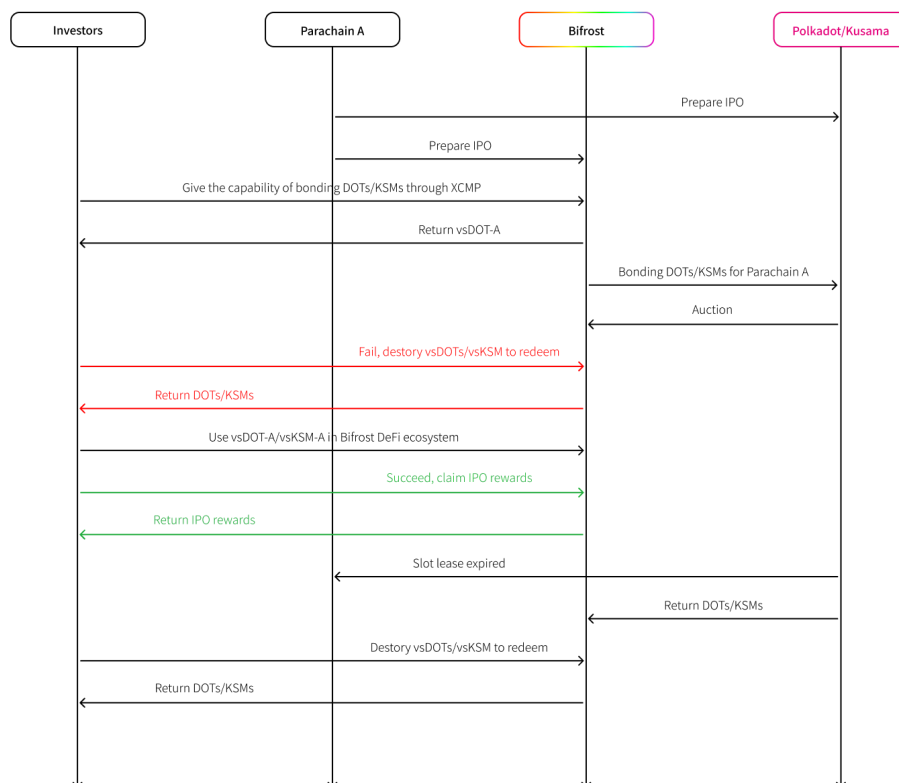 Investors
Parachain A
Bifrost
Polkadot/Kusama
Prepare IPO
Prepare IPO
Give the capability of bonding DOTs/KSMs through XCMP
Return vsDOT-A
Bonding DOTs/KSMs for Parachain A
Auction
Fail, destory vsDOTs/vsKSM to redeem
Return DOTs/KSMs
Use vsDOT-A/vsKSM-A in Bifrost DeFi ecosystem
Succeed, claim IPO rewards
Return IPO rewards
Slot lease expired
Return DOTs/KSMs
Destory vsDOTs/vsKSM to redeem
Return DOTs/KSMs